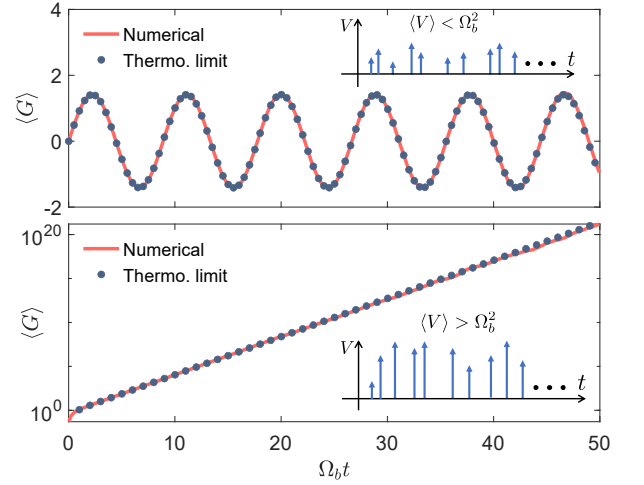 4
2
0
-2
⟨G⟩
Numerical
Thermo. limit
V
⟨V⟩ < Ω_b^2
t
10^20
10^0
⟨G⟩
Numerical
Thermo. limit
⟨V⟩ > Ω_b^2
V
t
0 10 20 30 40 50
Ω_b t